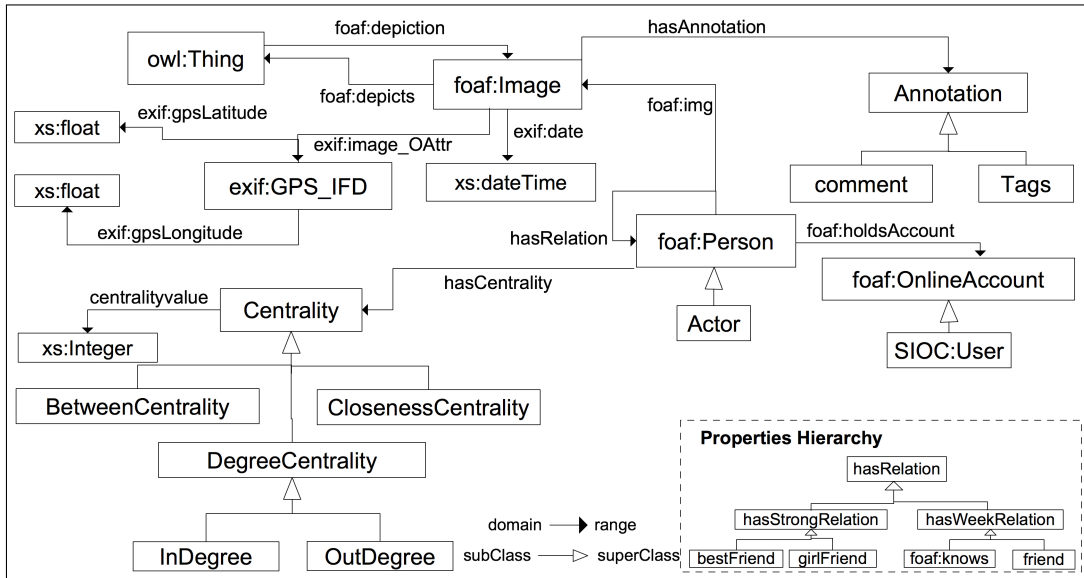 foaf:depiction
hasAnnotation
owl:Thing
foaf:Image
foaf:depicts
foaf:img
Annotation
exif:gpsLatitude
xs:float
exif:date
exif:image_OAttr
comment
Tags
xs:float
exif:GPS_IFD
xs:dateTime
exif:gpsLongitude
hasRelation
foaf:Person
foaf:holdsAccount
hasCentrality
foaf:OnlineAccount
centralityvalue
Centrality
Actor
xs:Integer
SIOC:User
BetweenCentrality
ClosenessCentrality
DegreeCentrality
InDegree
OutDegree
domain
range
subClass
superClass
Properties Hierarchy
hasRelation
hasStrongRelation
hasWeekRelation
bestFriend
girlFriend
foaf:knows
friend